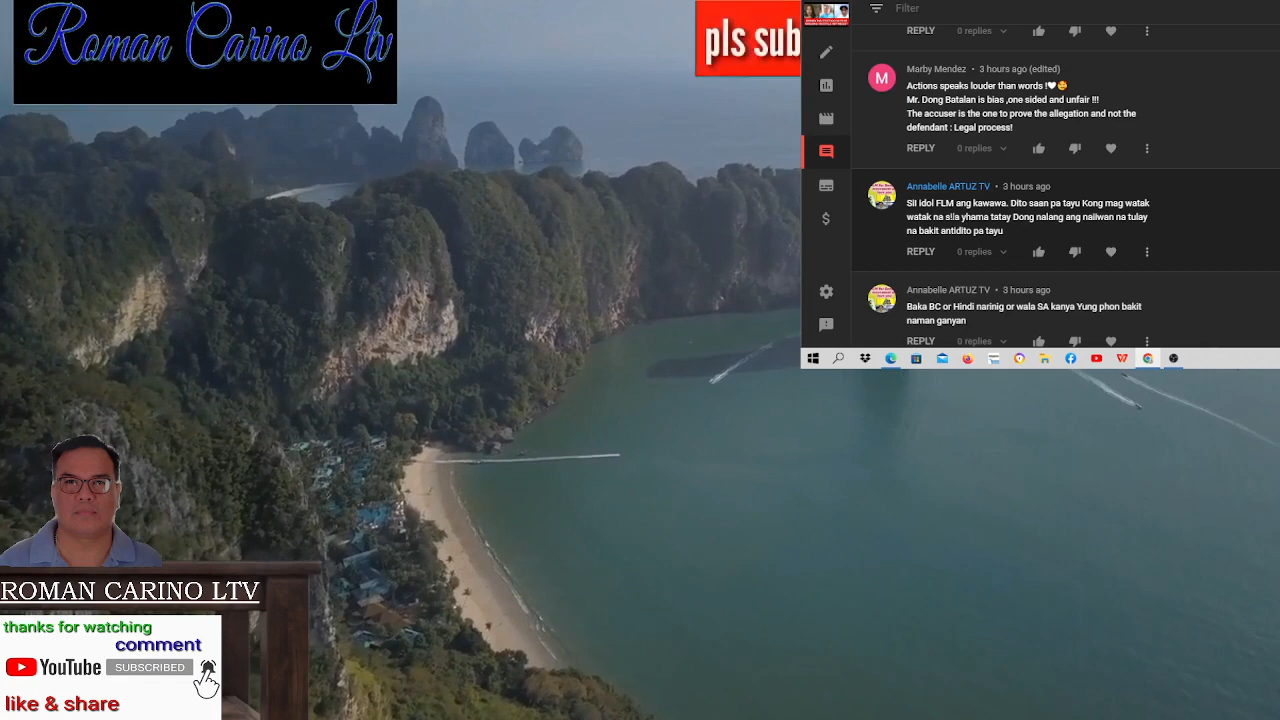 Roman Carino Ltv
pls sub
Filter
REPLY 0 replies
M
Marby Mendez • 3 hours ago (edited)
Actions speaks louder than words !🤍🥰
Mr. Dong Batalan is bias ,one sided and unfair !!!
The accuser is the one to prove the allegation and not the
defendant : Legal process!
REPLY 0 replies
Annabelle ARTUZ TV • 3 hours ago
Sil idol FLM ang kawawa. Dito saan pa tayu Kong mag watak
watak na s!!a yhama tatay Dong nalang ang naiiwan na tulay
na bakit antidito pa tayu
REPLY 0 replies
Annabelle ARTUZ TV • 3 hours ago
Baka BC or Hindi narinig or wala SA kanya Yung phon bakit
naman ganyan
REPLY 0 replies
ROMAN CARINO LTV
thanks for watching
comment
YouTube SUBSCRIBED
like & share